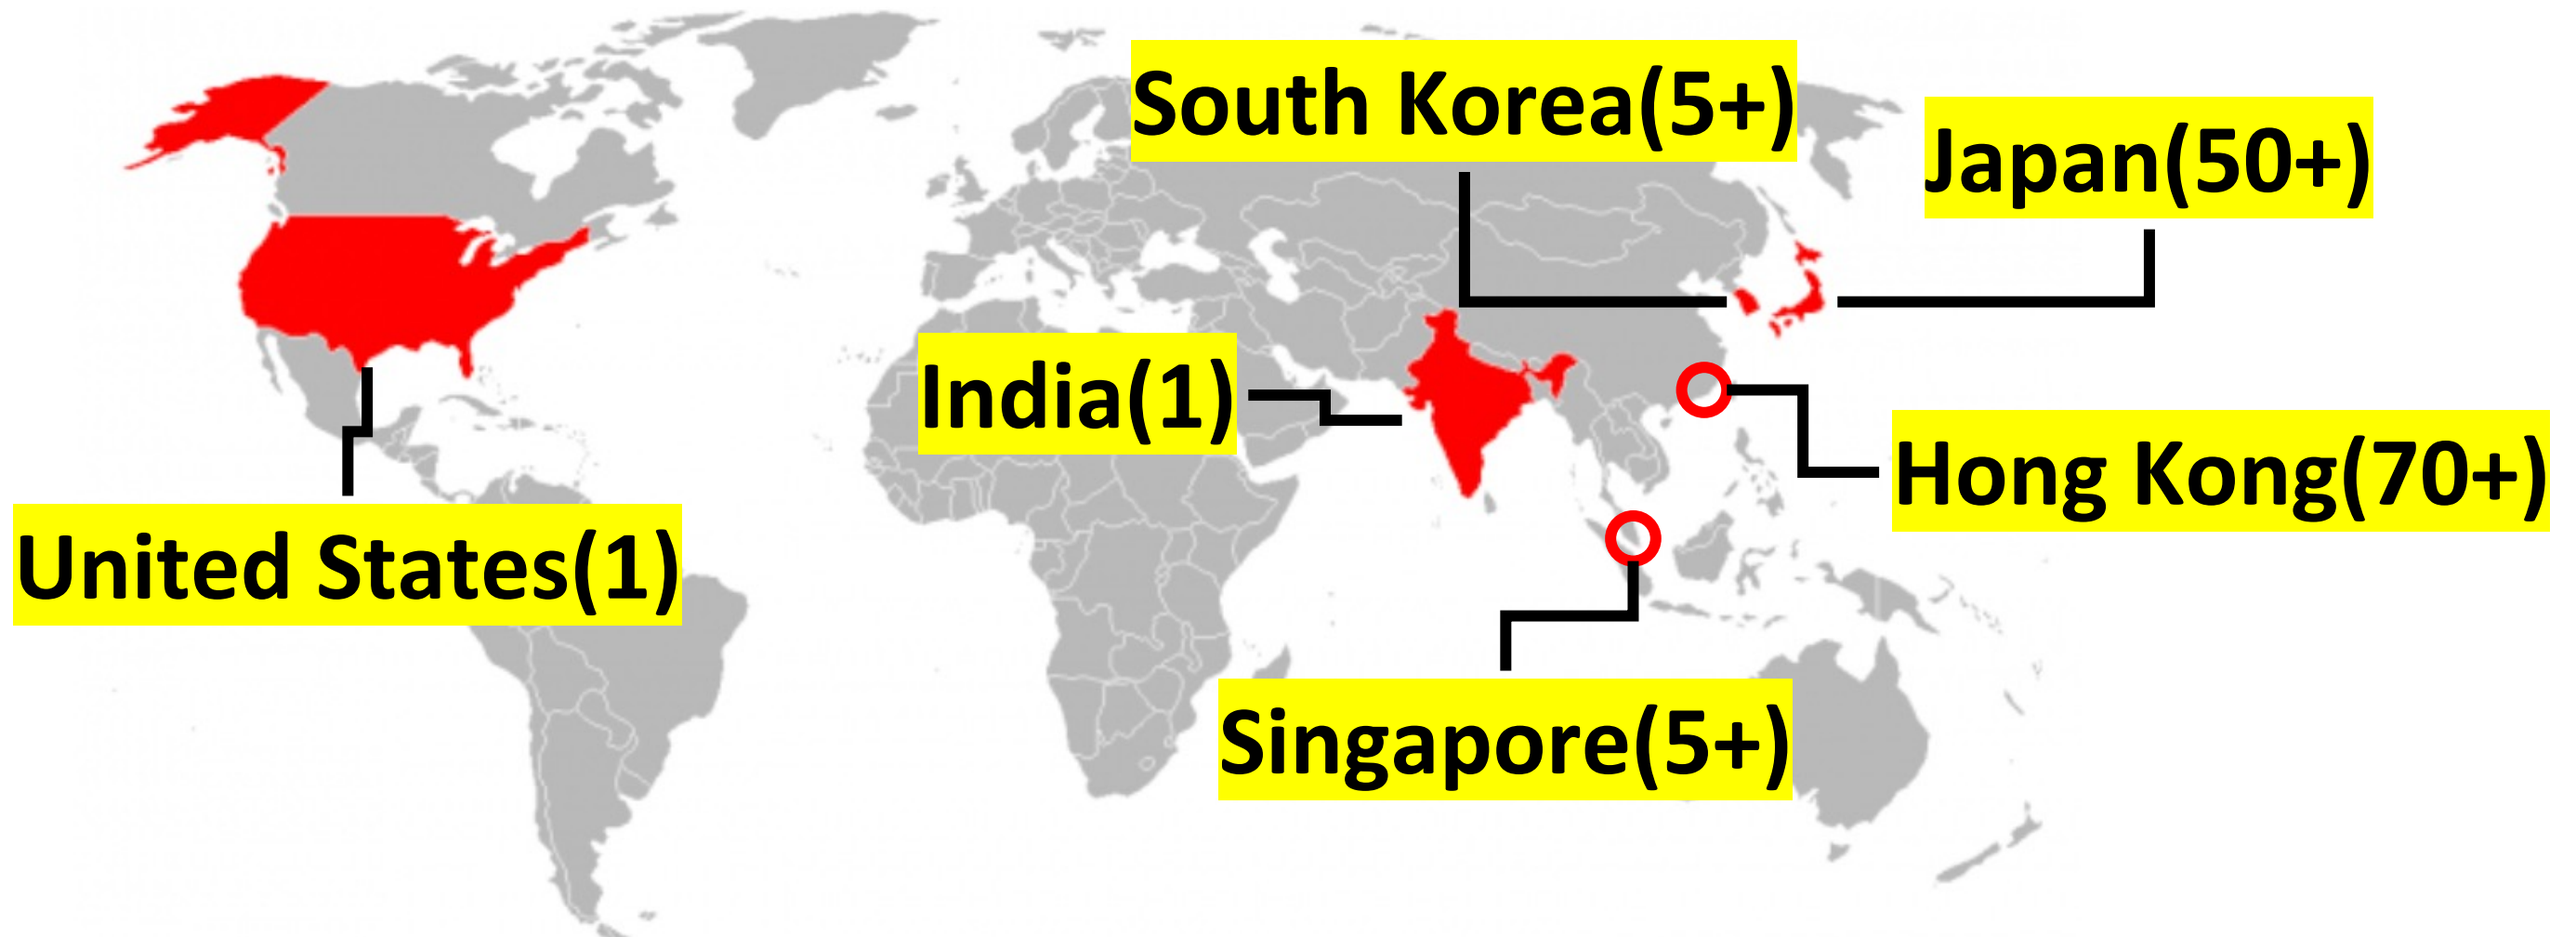 South Korea(5+)
Japan(50+)
India(1)
Hong Kong(70+)
United States(1)
Singapore(5+)